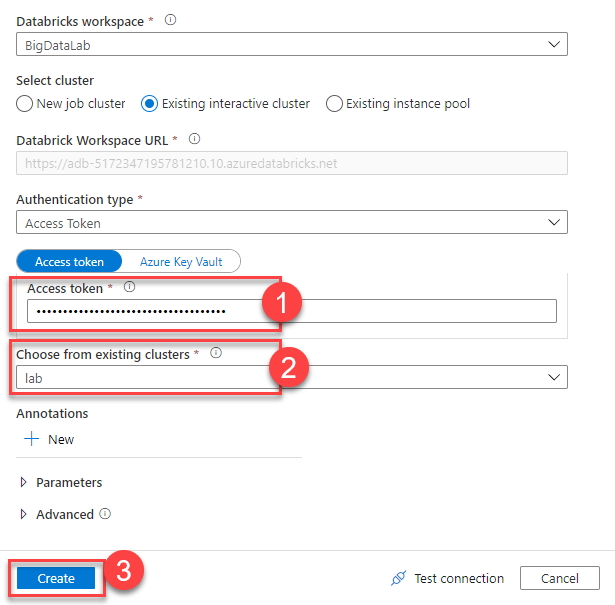 Databricks workspace *
BigDataLab
Select cluster
New job cluster Existing interactive cluster Existing instance pool
Databrick Workspace URL *
https://adb-5172347195781210.10.azuredatabricks.net
Authentication type *
Access Token
Access token Azure Key Vault
Access token *
••••••••••••••••••••••••••••••••••••
1
Choose from existing clusters *
2
lab
Annotations
New
Parameters
Advanced
Create 3 Test connection Cancel